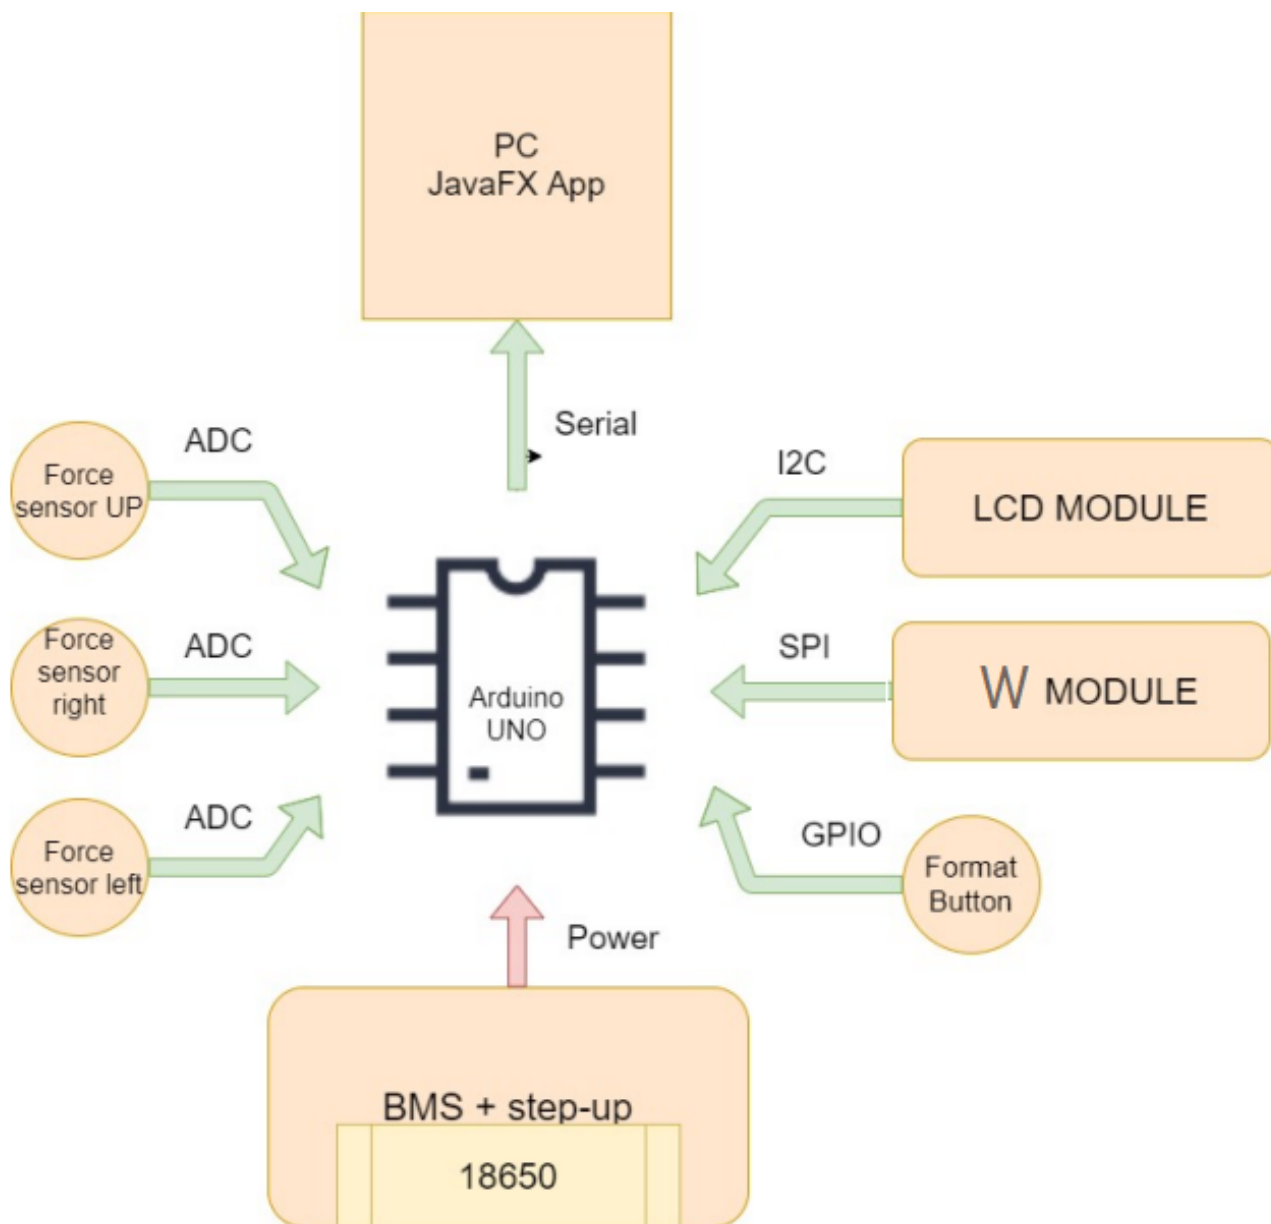 PC
JavaFX App
Serial
ADC
Force
sensor UP
ADC
Force
sensor
right
ADC
Force
sensor left
Arduino
UNO
I2C
LCD MODULE
SPI
W MODULE
GPIO
Format
Button
Power
BMS + step-up
18650